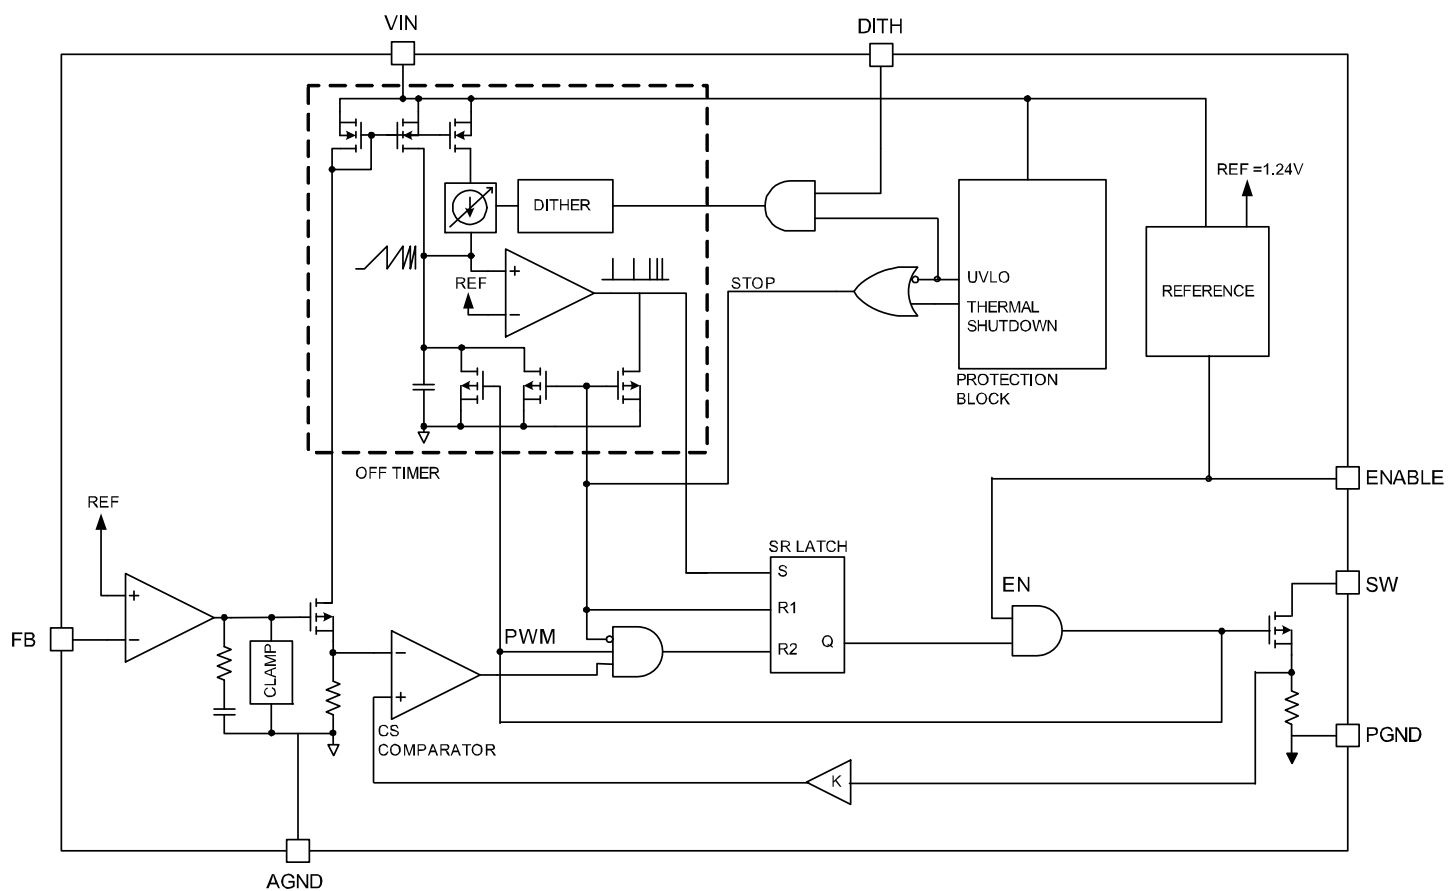 VIN
DITH
REF =1.24V
DITHER
REF
STOP
UVLO
THERMAL
SHUTDOWN
REFERENCE
PROTECTION
BLOCK
OFF TIMER
ENABLE
REF
SR LATCH
S
EN
SW
R1
FB
PWM
R2
Q
CLAMP
CS
COMPARATOR
PGND
K
AGND
+
−
+
−
−
+